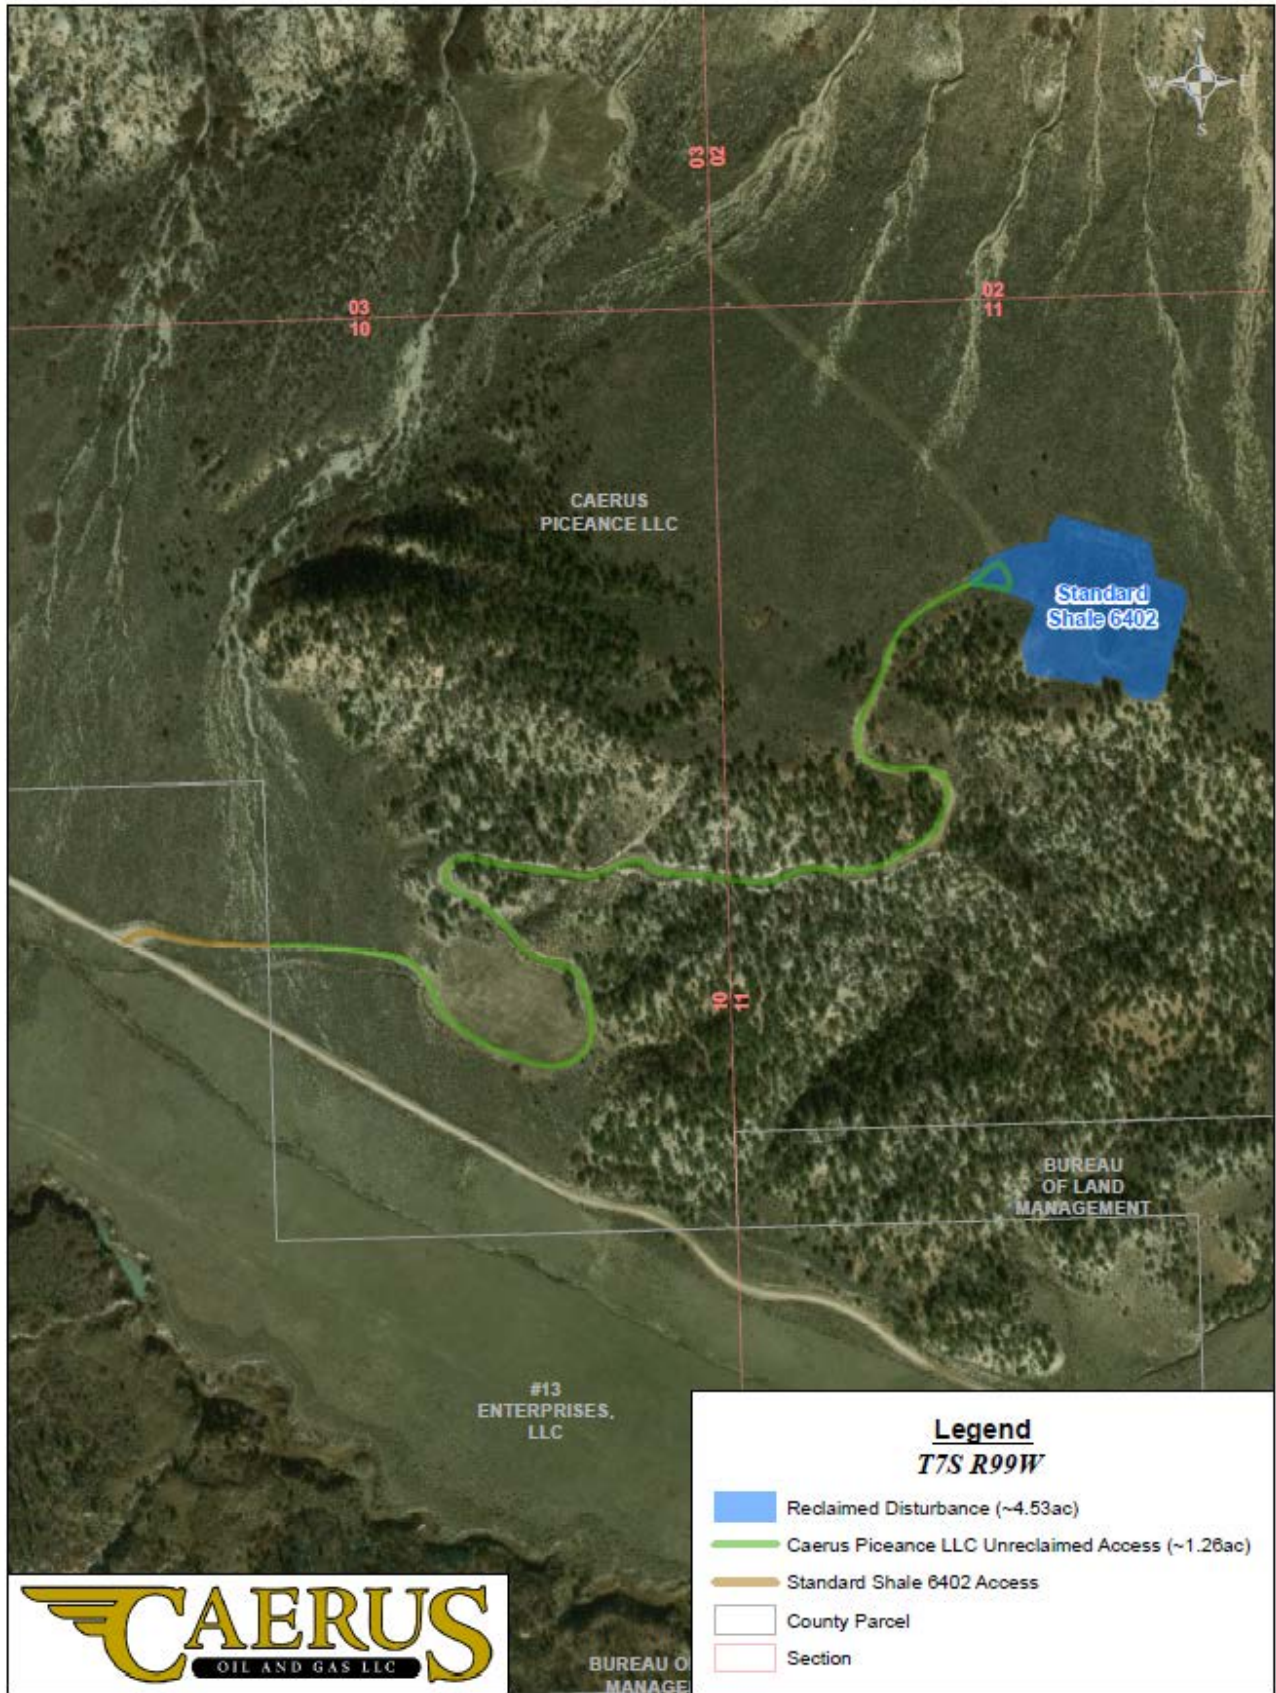 N
W
E
S
03
02
03
10
02
11
CAERUS
PICEANCE LLC
Standard
Shale 6402
10
11
BUREAU
OF LAND
MANAGEMENT
#13
ENTERPRISES,
LLC
Legend
T7S R99W
Reclaimed Disturbance (~4.53ac)
Caerus Piceance LLC Unreclaimed Access (~1.26ac)
Standard Shale 6402 Access
County Parcel
Section
CAERUS
OIL AND GAS LLC
BUREAU O
MANAGE